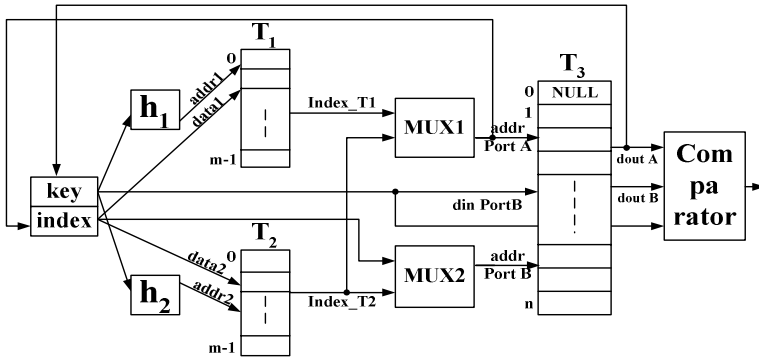 T1
T3
0
addr1
Index_T1
0
NULL
h1
data1
1
MUX1
addr
Port A
dout A
Com
pa
rator
m-1
key
index
din PortB
dout B
T2
0
data2
MUX2
addr
Port B
h2
addr2
Index_T2
n
m-1